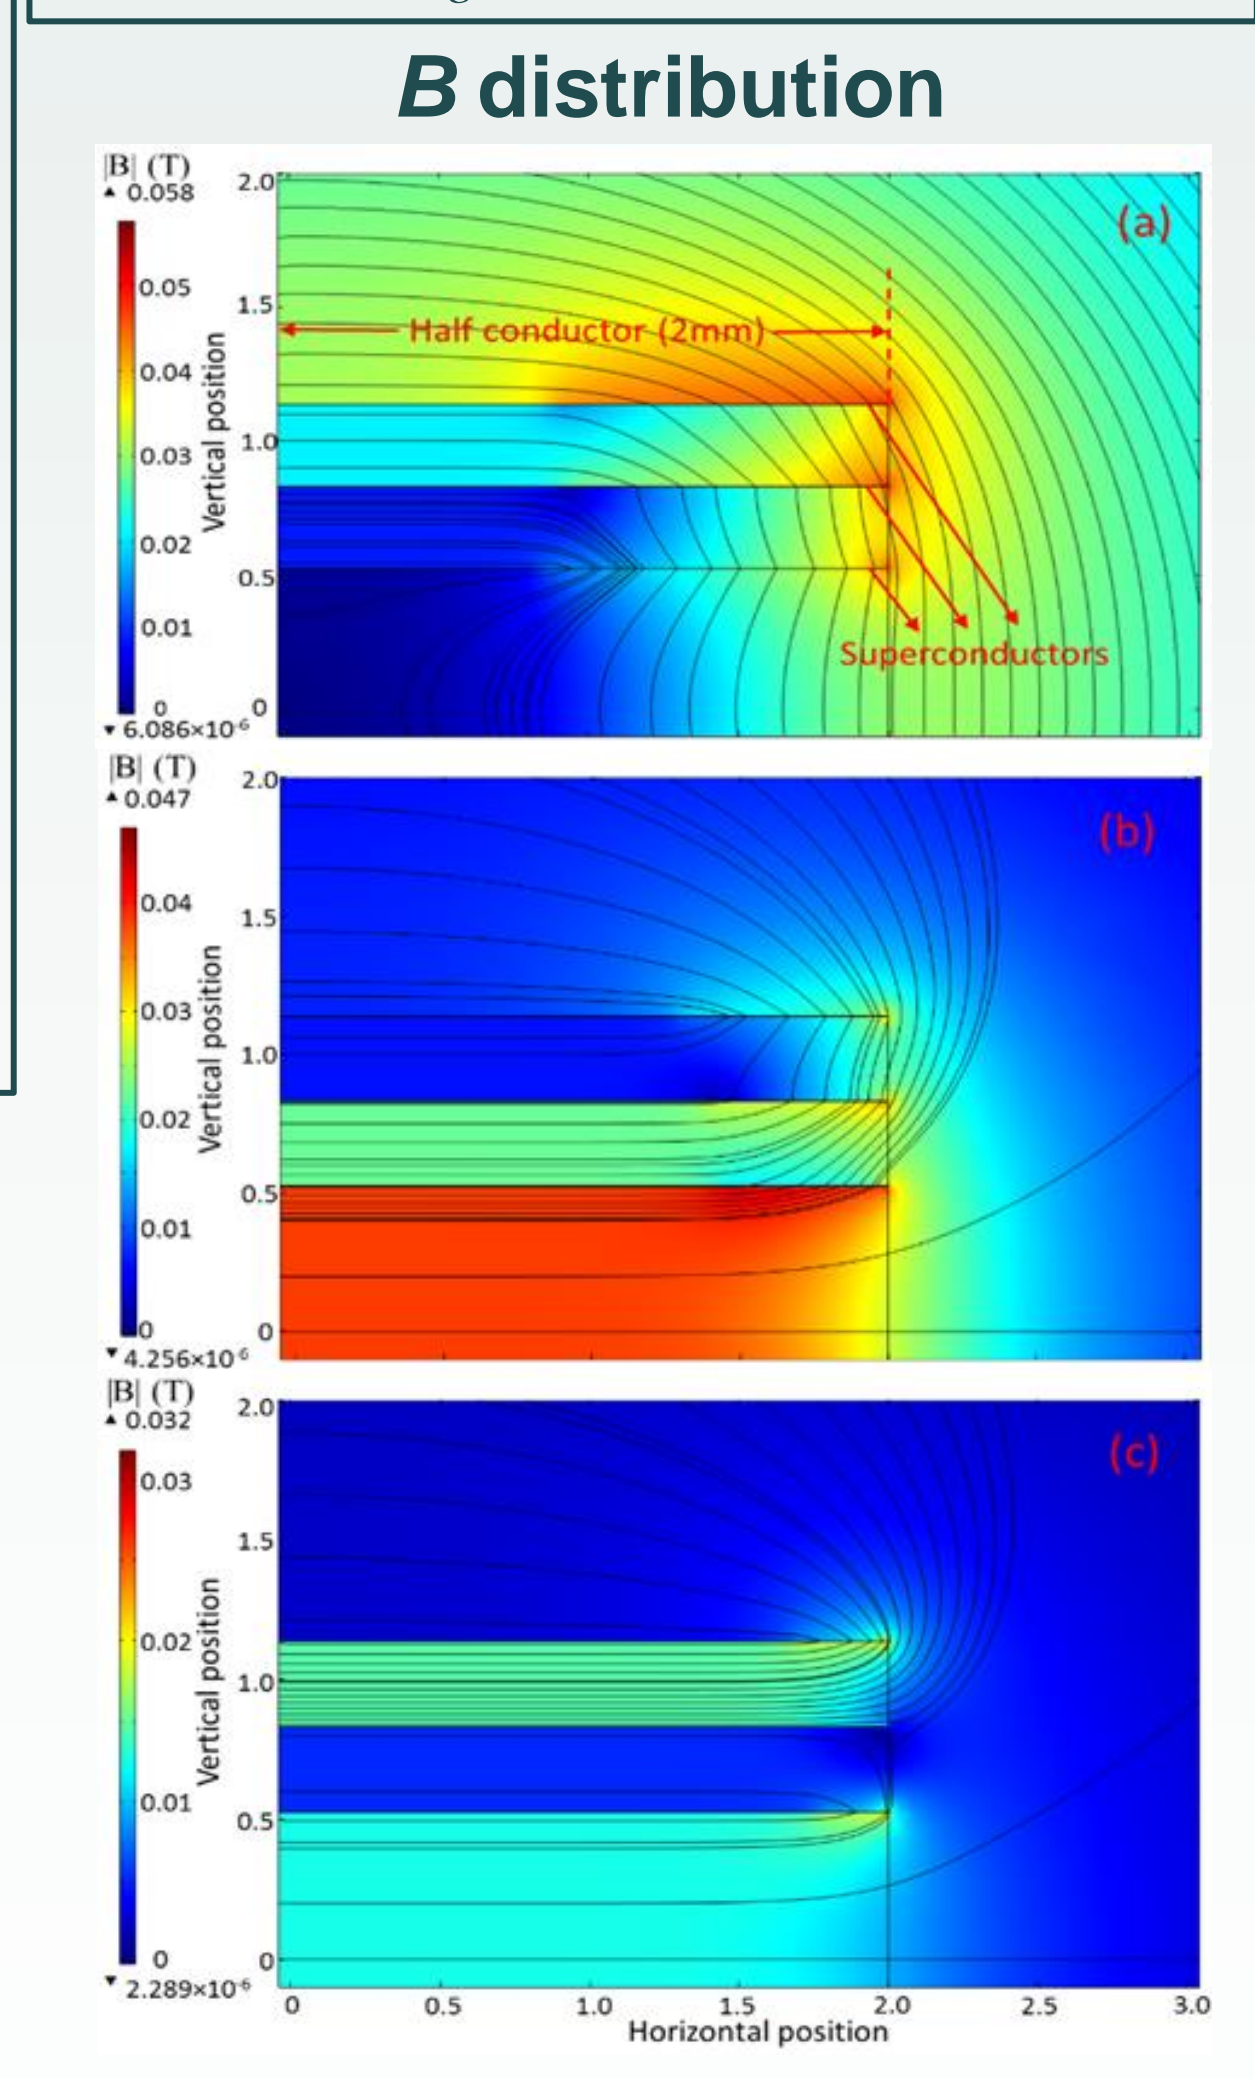 B distribution
|B| (T)
▲ 0.058
0.05
0.04
0.03
0.02
0.01
0
▼ 6.086×10⁻⁶
Vertical position
2.0
1.5
1.0
0.5
0
(a)
Half conductor (2mm)
Superconductors
|B| (T)
▲ 0.047
0.04
0.03
0.02
0.01
0
▼ 4.256×10⁻⁶
Vertical position
2.0
1.5
1.0
0.5
0
(b)
|B| (T)
▲ 0.032
0.03
0.02
0.01
0
▼ 2.289×10⁻⁶
Vertical position
2.0
1.5
1.0
0.5
0
(c)
0 0.5 1.0 1.5 2.0 2.5 3.0
Horizontal position